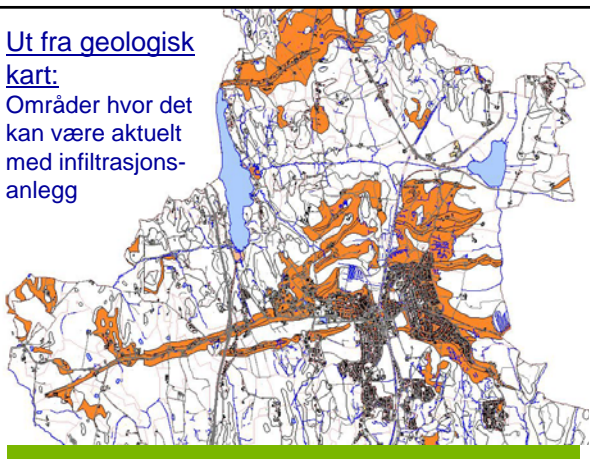 Ut fra geologisk
kart:
Områder hvor det
kan være aktuelt
med infiltrasjons-
anlegg